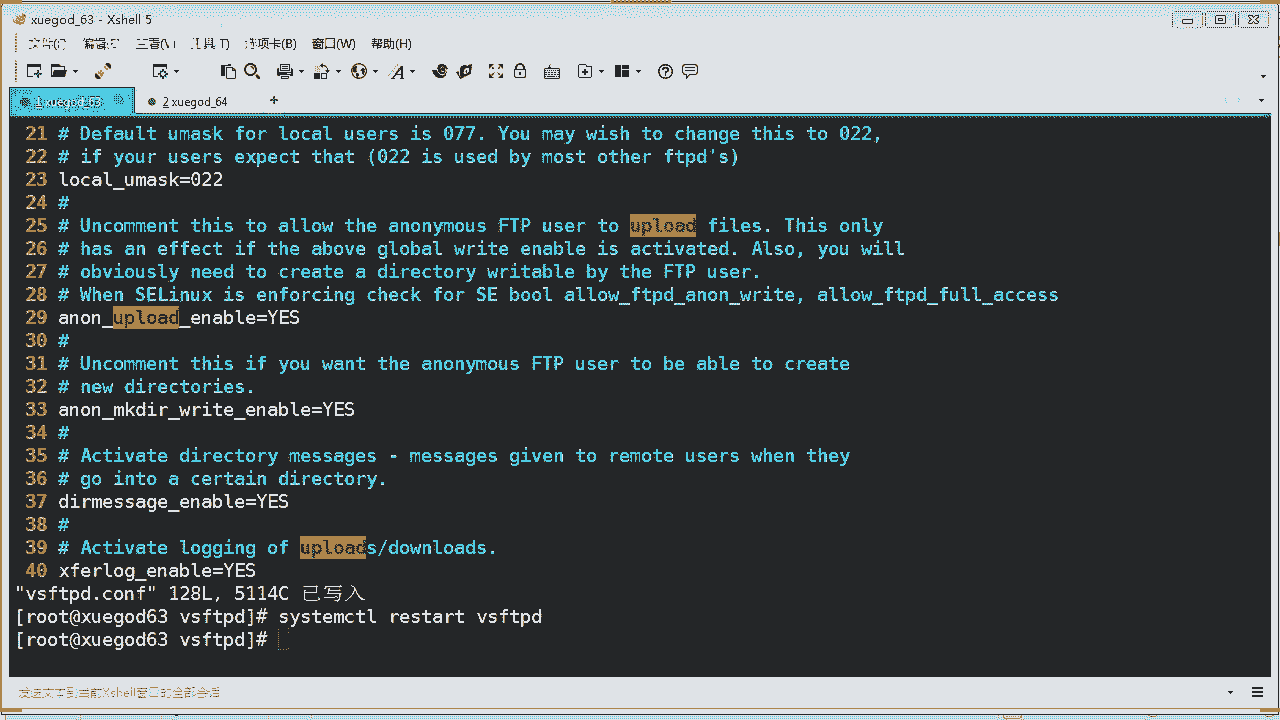 xuegod_63 - Xshell 5
文件(F) 编辑(E) 查看(V) 工具(T) 选项卡(B) 窗口(W) 帮助(H)
1 xuegod_63 2 xuegod_64 +
21 # Default umask for local users is 077. You may wish to change this to 022,
22 # if your users expect that (022 is used by most other ftpd's)
23 local_umask=022
24 #
25 # Uncomment this to allow the anonymous FTP user to upload files. This only
26 # has an effect if the above global write enable is activated. Also, you will
27 # obviously need to create a directory writable by the FTP user.
28 # When SELinux is enforcing check for SE bool allow_ftpd_anon_write, allow_ftpd_full_access
29 anon_upload_enable=YES
30 #
31 # Uncomment this if you want the anonymous FTP user to be able to create
32 # new directories.
33 anon_mkdir_write_enable=YES
34 #
35 # Activate directory messages - messages given to remote users when they
36 # go into a certain directory.
37 dirmessage_enable=YES
38 #
39 # Activate logging of uploads/downloads.
40 xferlog_enable=YES
"vsftpd.conf" 128L, 5114C 已写入
[root@xuegod63 vsftpd]# systemctl restart vsftpd
[root@xuegod63 vsftpd]#
发送文本到当前Xshell窗口的全部会话